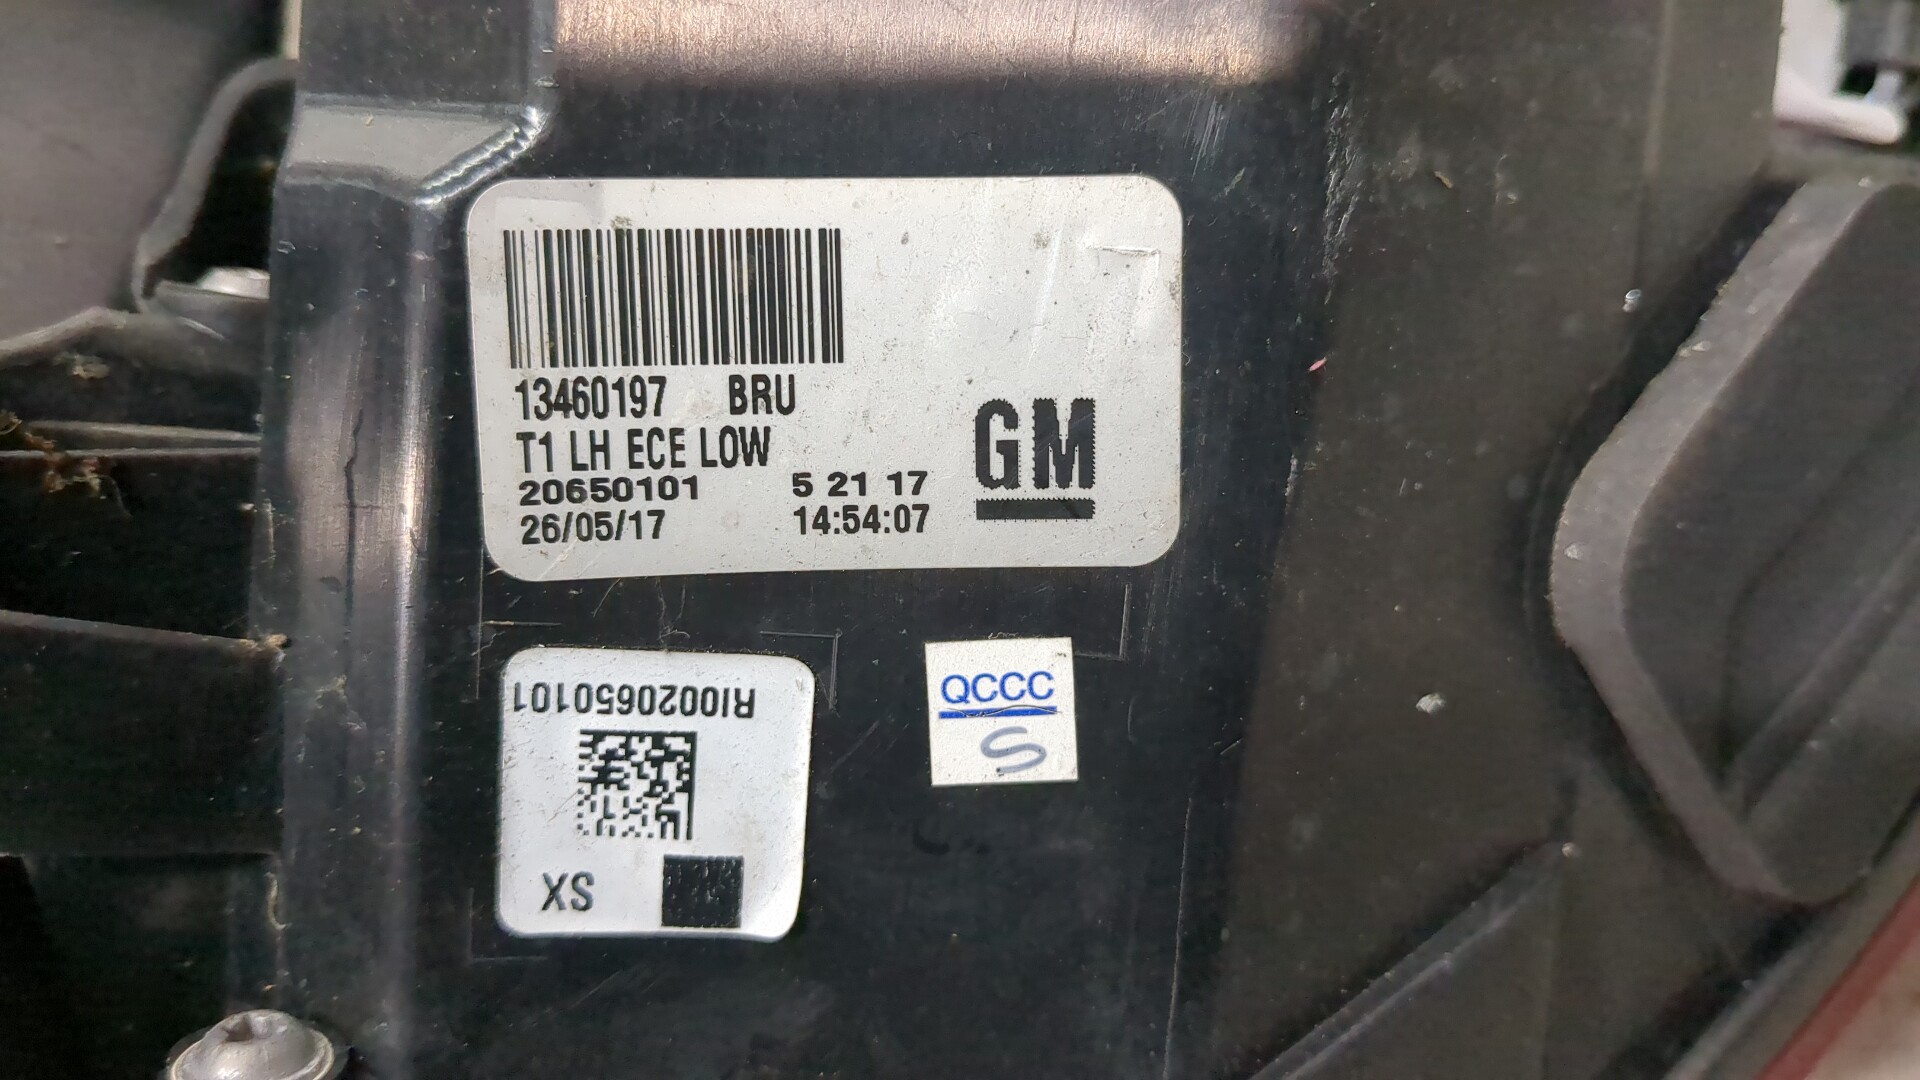 13460197 BRU
T1 LH ECE LOW
20650101 5 21 17
26/05/17 14:54:07
GM
RI0020650101
SX
QCCC
S